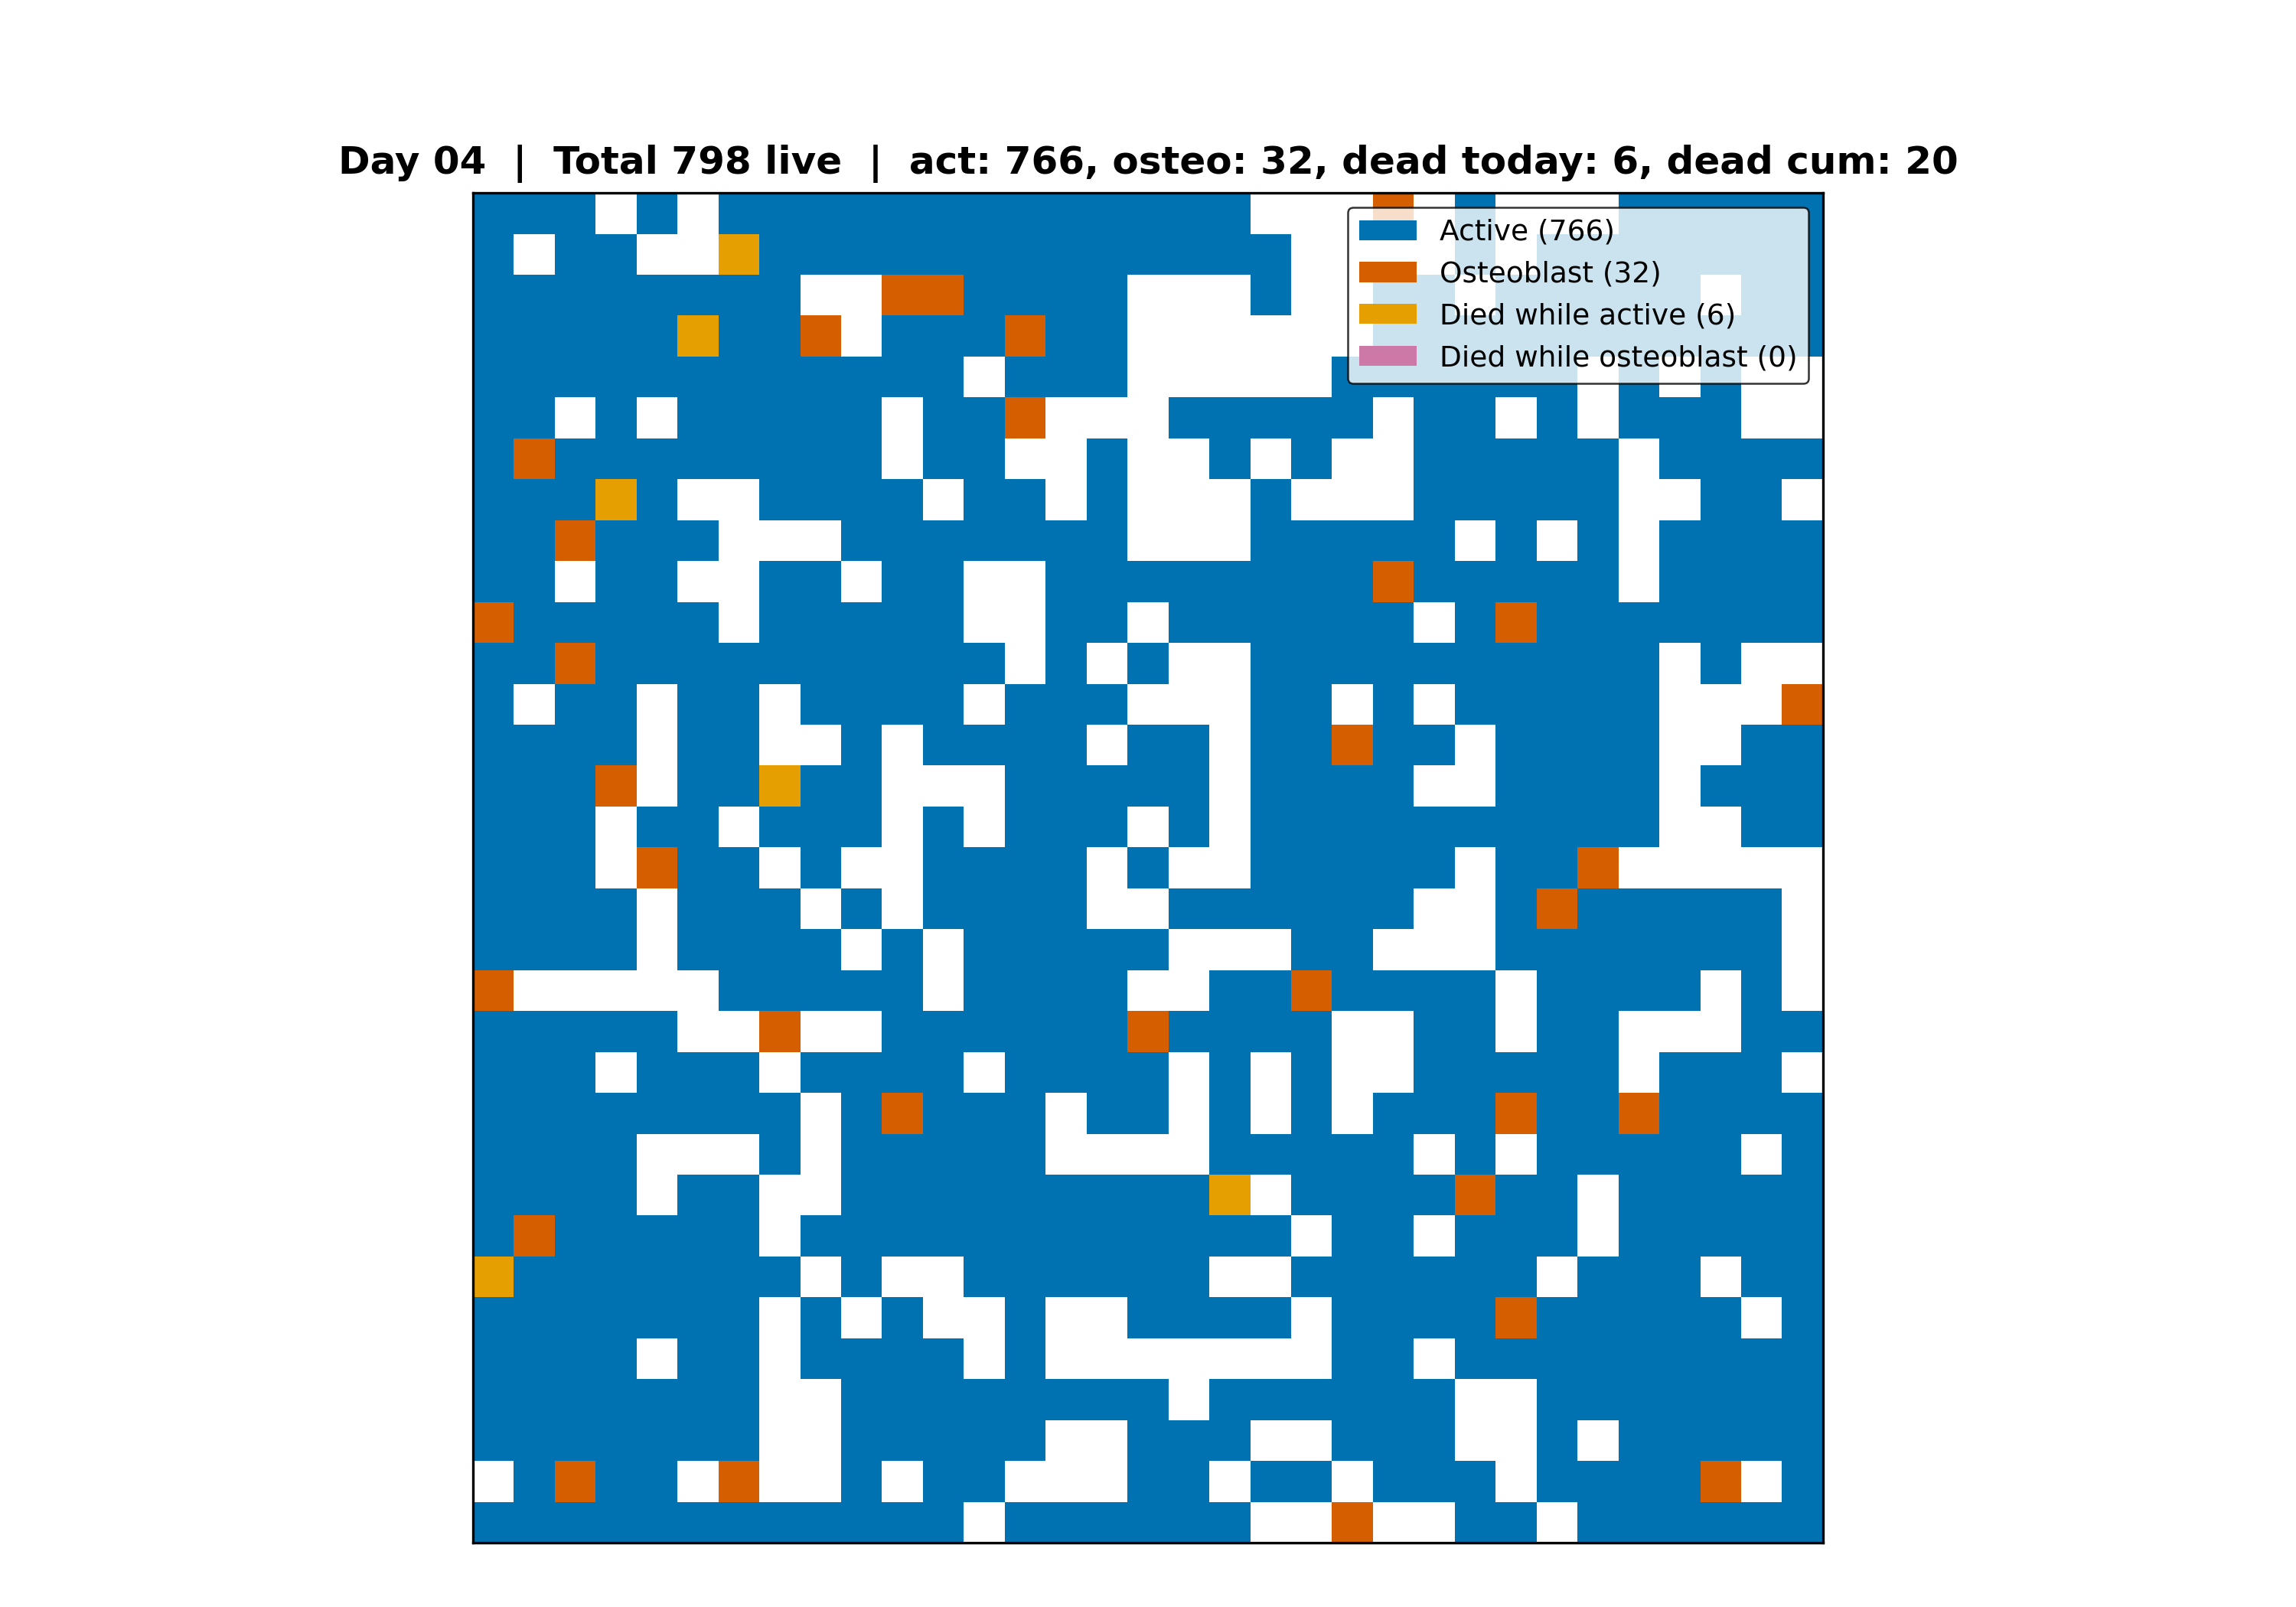 Day 04 | Total 798 live | act: 766, osteo: 32, dead today: 6, dead cum: 20
Active (766)
Osteoblast (32)
Died while active (6)
Died while osteoblast (0)